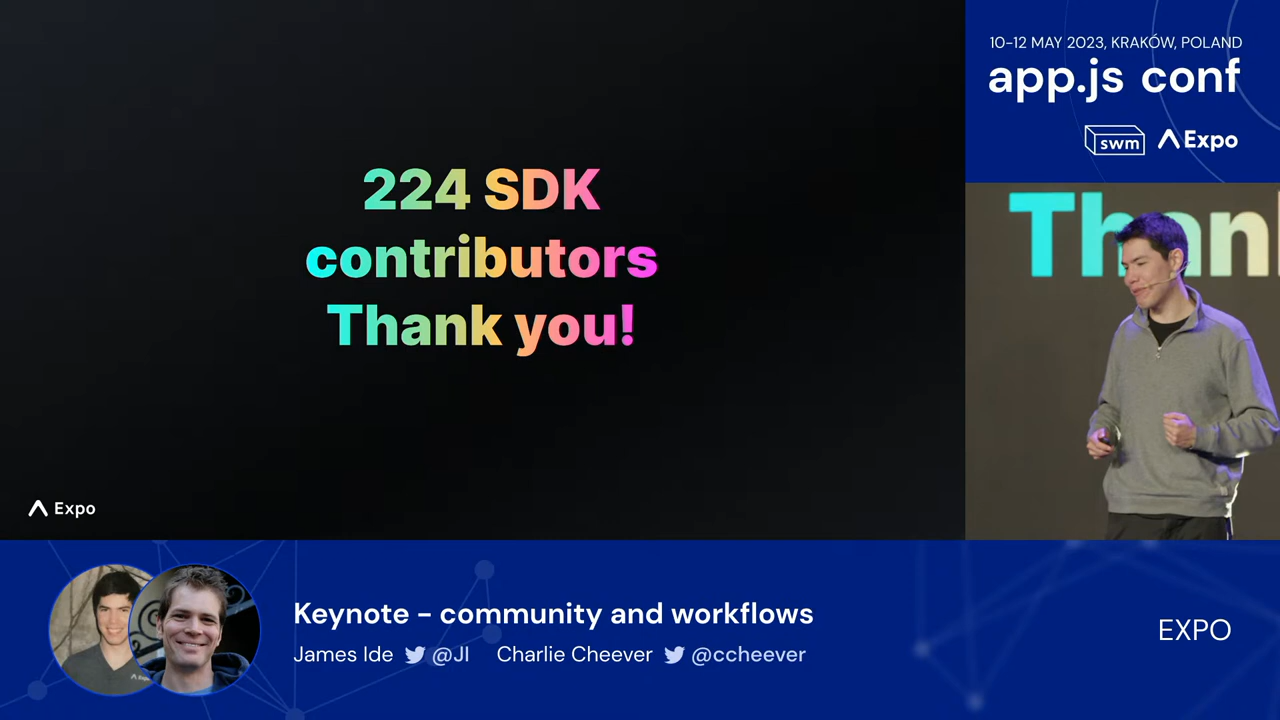 224 SDK
contributors
Thank you!
Expo
10-12 MAY 2023, KRAKÓW, POLAND
app.js conf
swm
Expo
Than
Keynote - community and workflows
James Ide @JI Charlie Cheever @ccheever
EXPO